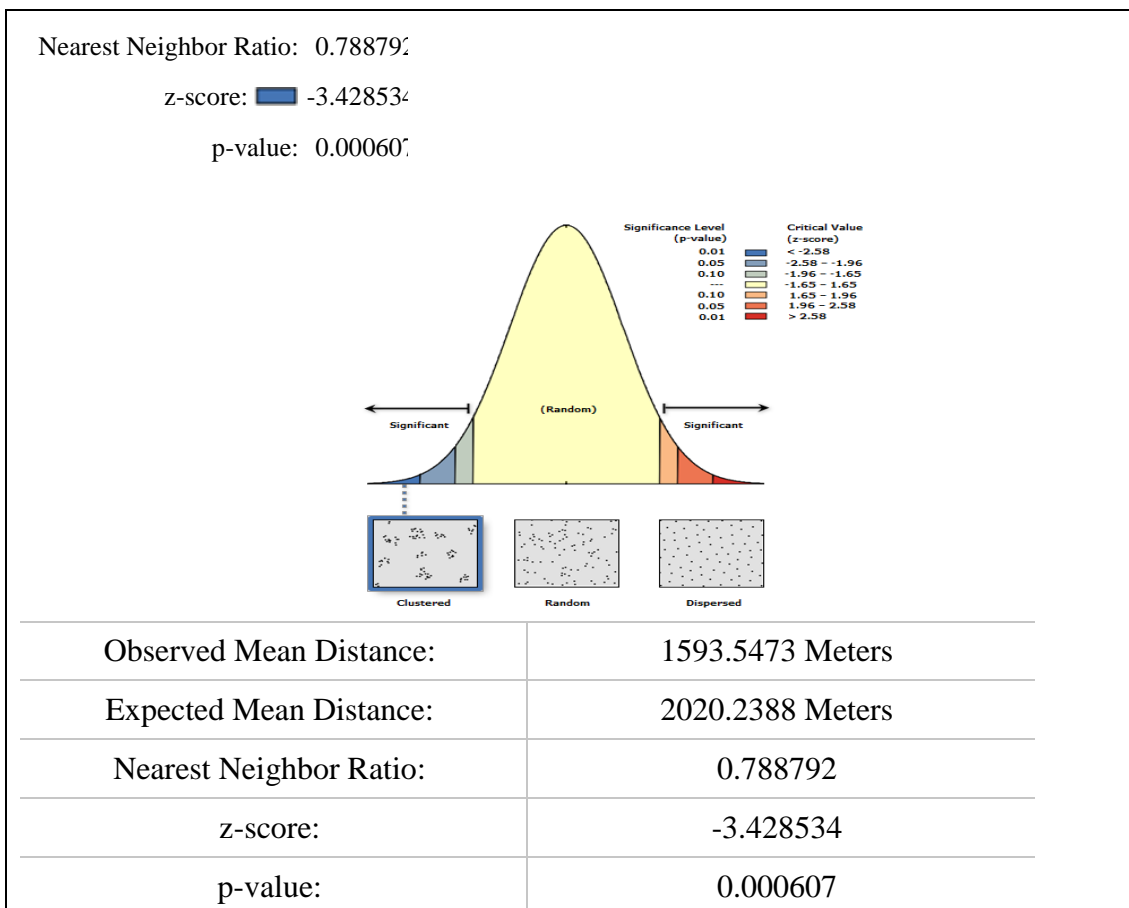 Nearest Neighbor Ratio: 0.788792
z-score: -3.428534
p-value: 0.000607
Significance Level Critical Value
(p-value) (z-score)
0.01 < -2.58
0.05 -2.58 - -1.96
0.10 -1.96 - -1.65
--- -1.65 - 1.65
0.10 1.65 - 1.96
0.05 1.96 - 2.58
0.01 > 2.58
(Random)
Significant Significant
Clustered Random Dispersed
Observed Mean Distance: 1593.5473 Meters
Expected Mean Distance: 2020.2388 Meters
Nearest Neighbor Ratio: 0.788792
z-score: -3.428534
p-value: 0.000607